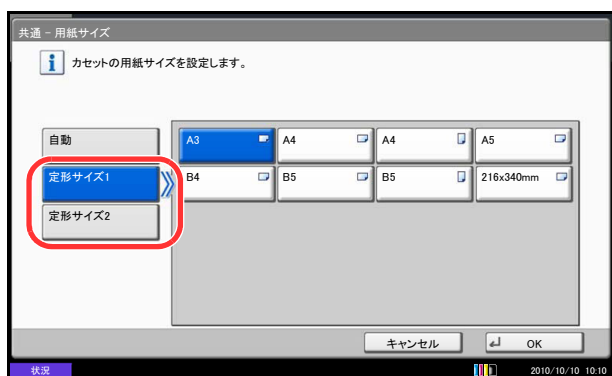 共通 - 用紙サイズ
カセットの用紙サイズを設定します。
自動
A3 A4 A4 A5
定形サイズ1
B4 B5 B5 216x340mm
定形サイズ2
キャンセル OK
状況 2010/10/10 10:10